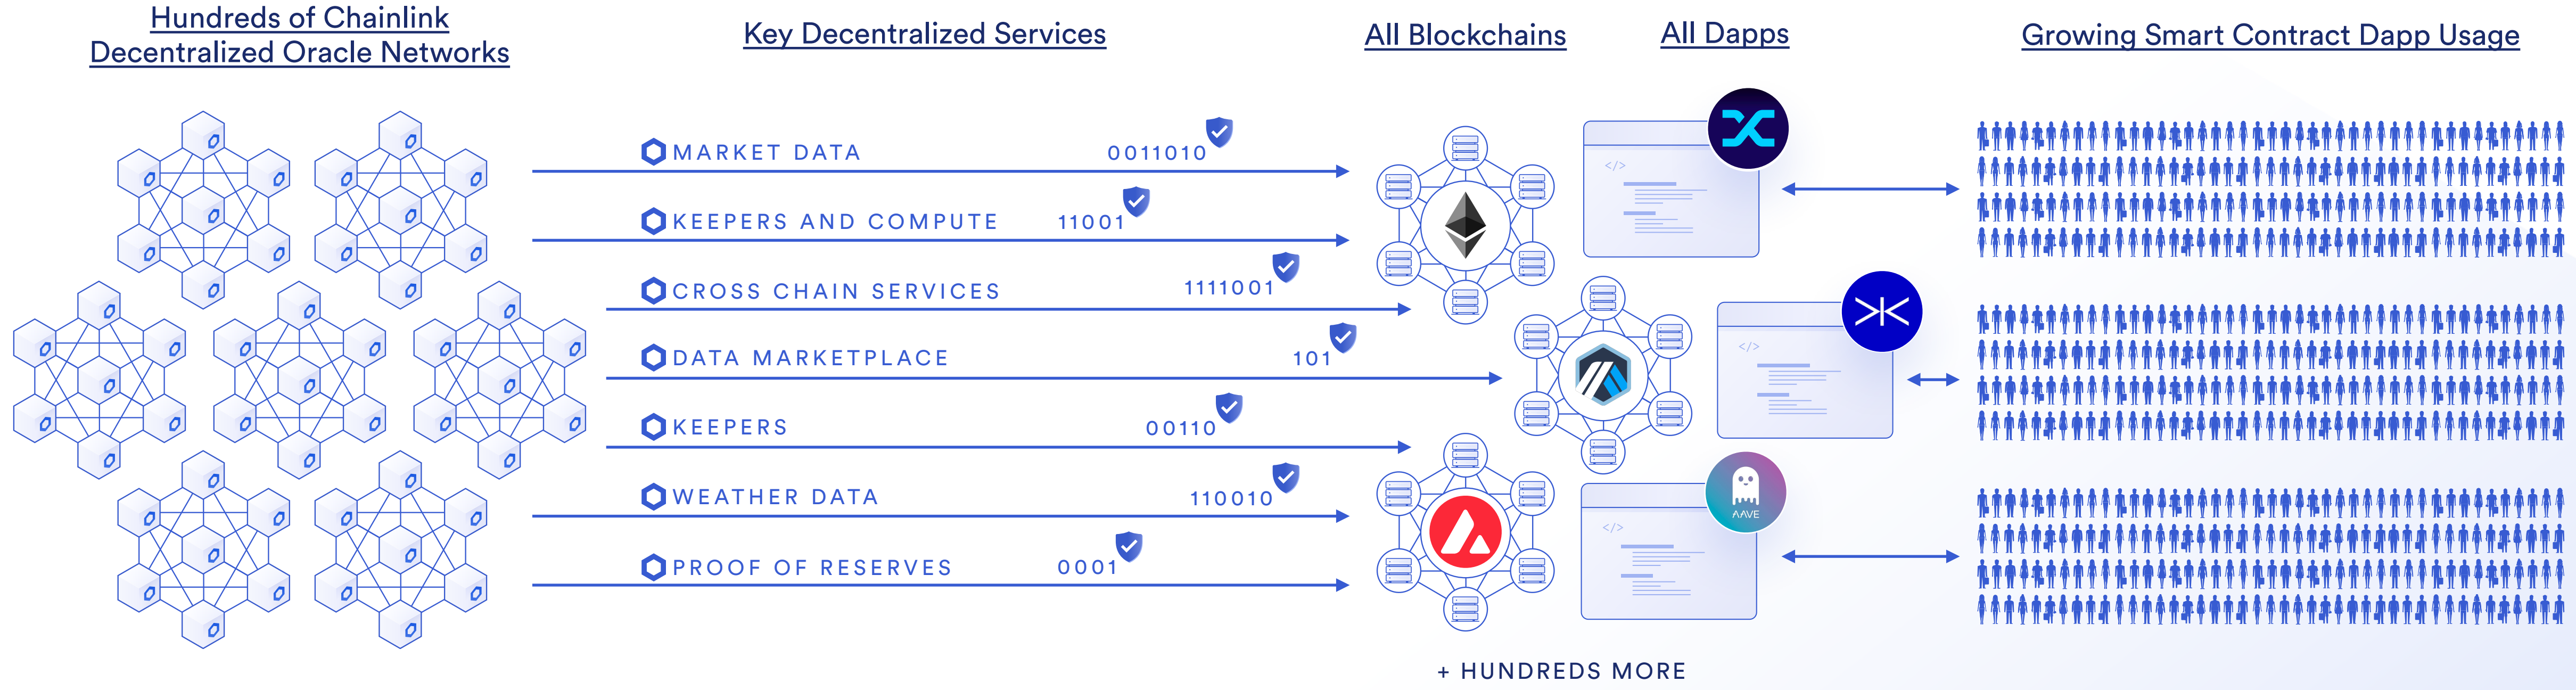 Hundreds of Chainlink
Decentralized Oracle Networks
Key Decentralized Services
All Blockchains
All Dapps
Growing Smart Contract Dapp Usage
MARKET DATA
0011010
KEEPERS AND COMPUTE
11001
CROSS CHAIN SERVICES
1111001
DATA MARKETPLACE
101
KEEPERS
00110
WEATHER DATA
110010
PROOF OF RESERVES
0001
</>
</>
</>
AAVE
+ HUNDREDS MORE